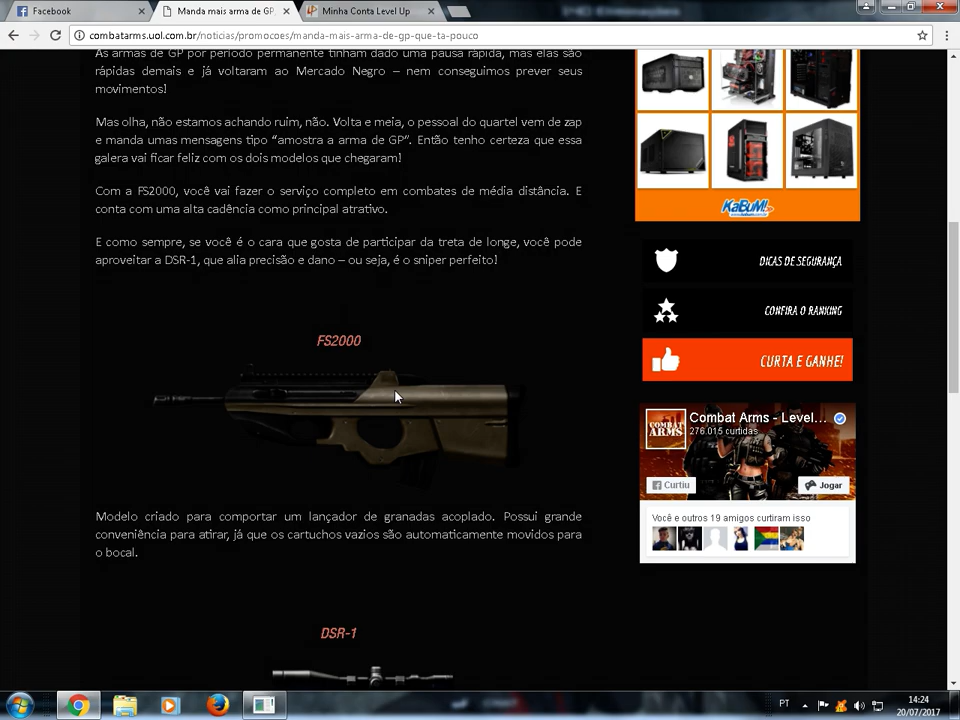 Facebook
Manda mais arma de GP,
Minha Conta Level Up
combatarms.uol.com.br/noticias/promocoes/manda-mais-arma-de-gp-que-ta-pouco
As armas de GP por período permanente tinham dado uma pausa rápida, mas elas são
rápidas demais e já voltaram ao Mercado Negro – nem conseguimos prever seus
movimentos!
Mas olha, não estamos achando ruim, não. Volta e meia, o pessoal do quartel vem de zap
e manda umas mensagens tipo “amostra a arma de GP”. Então tenho certeza que essa
galera vai ficar feliz com os dois modelos que chegaram!
Com a FS2000, você vai fazer o serviço completo em combates de média distância. E
conta com uma alta cadência como principal atrativo.
E como sempre, se você é o cara que gosta de participar da treta de longe, você pode
aproveitar a DSR-1, que alia precisão e dano – ou seja, é o sniper perfeito!
FS2000
Modelo criado para comportar um lançador de granadas acoplado. Possui grande
conveniência para atirar, já que os cartuchos vazios são automaticamente movidos para
o bocal.
DSR-1
KaBuM!
www.kabum.com.br
DICAS DE SEGURANÇA
CONFIRA O RANKING
CURTA E GANHE!
COMBAT
ARMS
Combat Arms - Level...
276.015 curtidas
Curtiu
Jogar
Você e outros 19 amigos curtiram isso
PT
14:24
20/07/2017